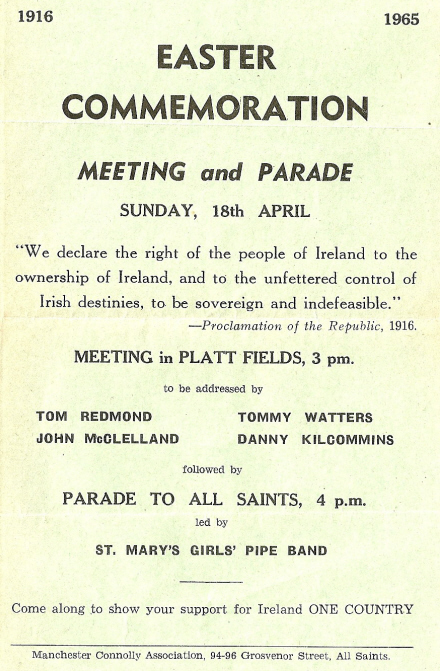 1916 1965
EASTER
COMMEMORATION
MEETING and PARADE
SUNDAY, 18th APRIL
"We declare the right of the people of Ireland to the
ownership of Ireland, and to the unfettered control of
Irish destinies, to be sovereign and indefeasible."
—Proclamation of the Republic, 1916.
MEETING in PLATT FIELDS, 3 pm.
to be addressed by
TOM REDMOND TOMMY WATTERS
JOHN McCLELLAND DANNY KILCOMMINS
followed by
PARADE TO ALL SAINTS, 4 p.m.
led by
ST. MARY'S GIRLS' PIPE BAND
Come along to show your support for Ireland ONE COUNTRY
Manchester Connolly Association, 94-96 Grosvenor Street, All Saints.